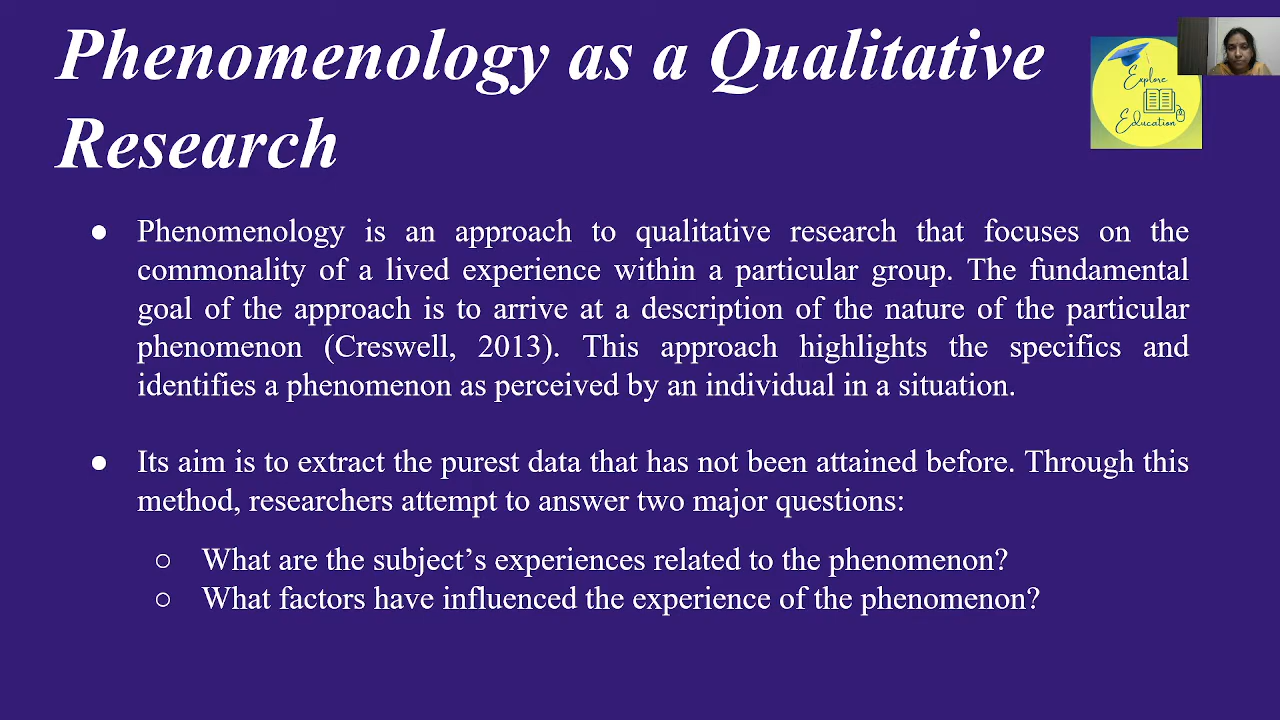 Phenomenology as a Qualitative
Research
Explore
Education
● Phenomenology is an approach to qualitative research that focuses on the
commonality of a lived experience within a particular group. The fundamental
goal of the approach is to arrive at a description of the nature of the particular
phenomenon (Creswell, 2013). This approach highlights the specifics and
identifies a phenomenon as perceived by an individual in a situation.
● Its aim is to extract the purest data that has not been attained before. Through this
method, researchers attempt to answer two major questions:
○ What are the subject’s experiences related to the phenomenon?
○ What factors have influenced the experience of the phenomenon?